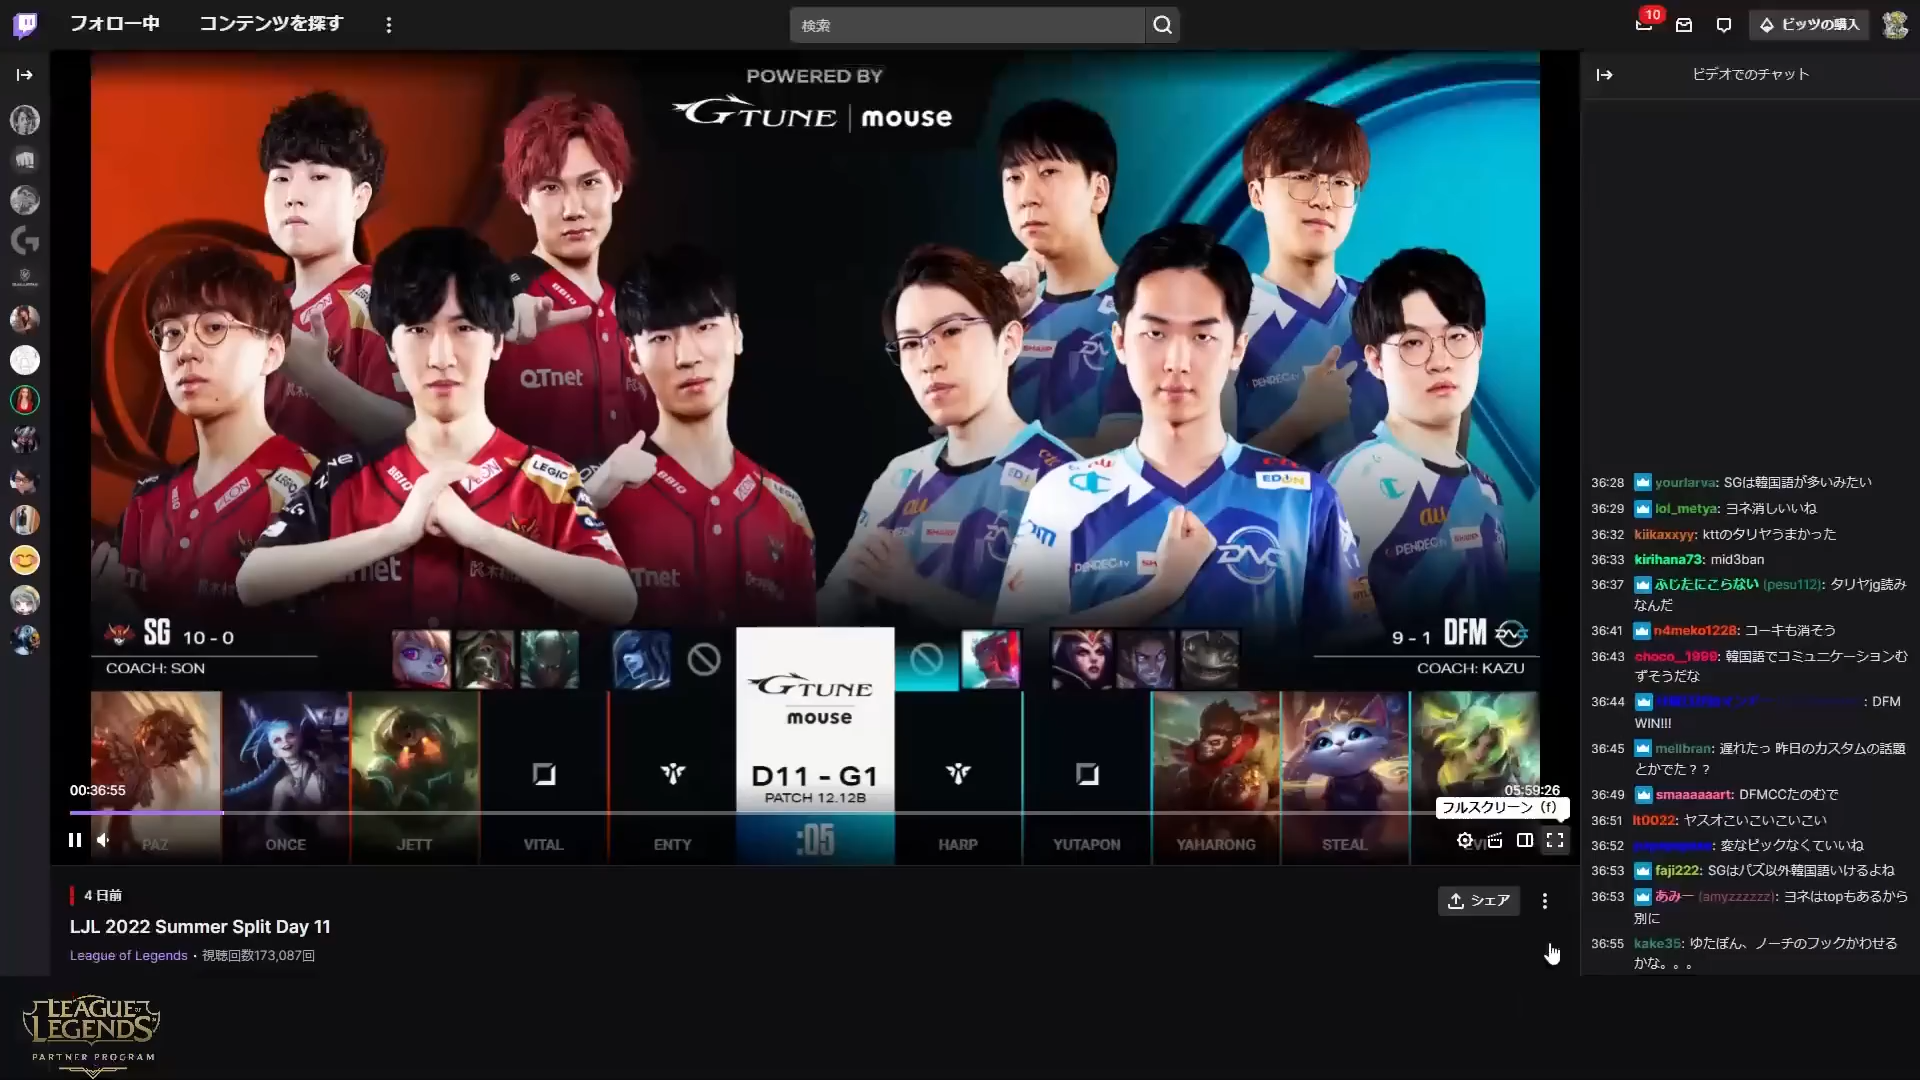 フォロー中
コンテンツを探す
検索
10
ビッツの購入
ビデオでのチャット
POWERED BY
GTUNE | mouse
QTnet
SG 10 - 0
COACH: SON
9 - 1 DFM
COACH: KAZU
GTUNE
mouse
D11 - G1
PATCH 12.12B
:05
00:36:55
05:59:26
フルスクリーン（f）
PAZ
ONCE
JETT
VITAL
ENTY
HARP
YUTAPON
YAHARONG
STEAL
4 日前
シェア
LJL 2022 Summer Split Day 11
League of Legends・視聴回数173,087回
36:28 yourlarva: SGは韓国語が多いみたい
36:29 lol_metya: ヨネ消しいいね
36:32 kiikaxxyy: kttのタリヤうまかった
36:33 kirihana73: mid3ban
36:37 ふじたにこらない (pesu112): タリヤjg読み
なんだ
36:41 n4meko1228: コーキも消そう
36:43 choco__1999: 韓国語でコミュニケーションむ
ずそうだな
36:44 : DFM
WIN!!!
36:45 mellbran: 遅れたっ 昨日のカスタムの話題
とかでた？？
36:49 smaaaaaart: DFMCCたのむで
36:51 lt0022: ヤスオこいこいこいこい
36:52 : 変なピックなくていいね
36:53 faji222: SGはパズ以外韓国語いけるよね
36:53 あみー (amyzzzzzz): ヨネはtopもあるから
別に
36:55 kake35: ゆたぽん、ノーチのフックかわせる
かな。。。
LEAGUE OF
LEGENDS
PARTNER PROGRAM